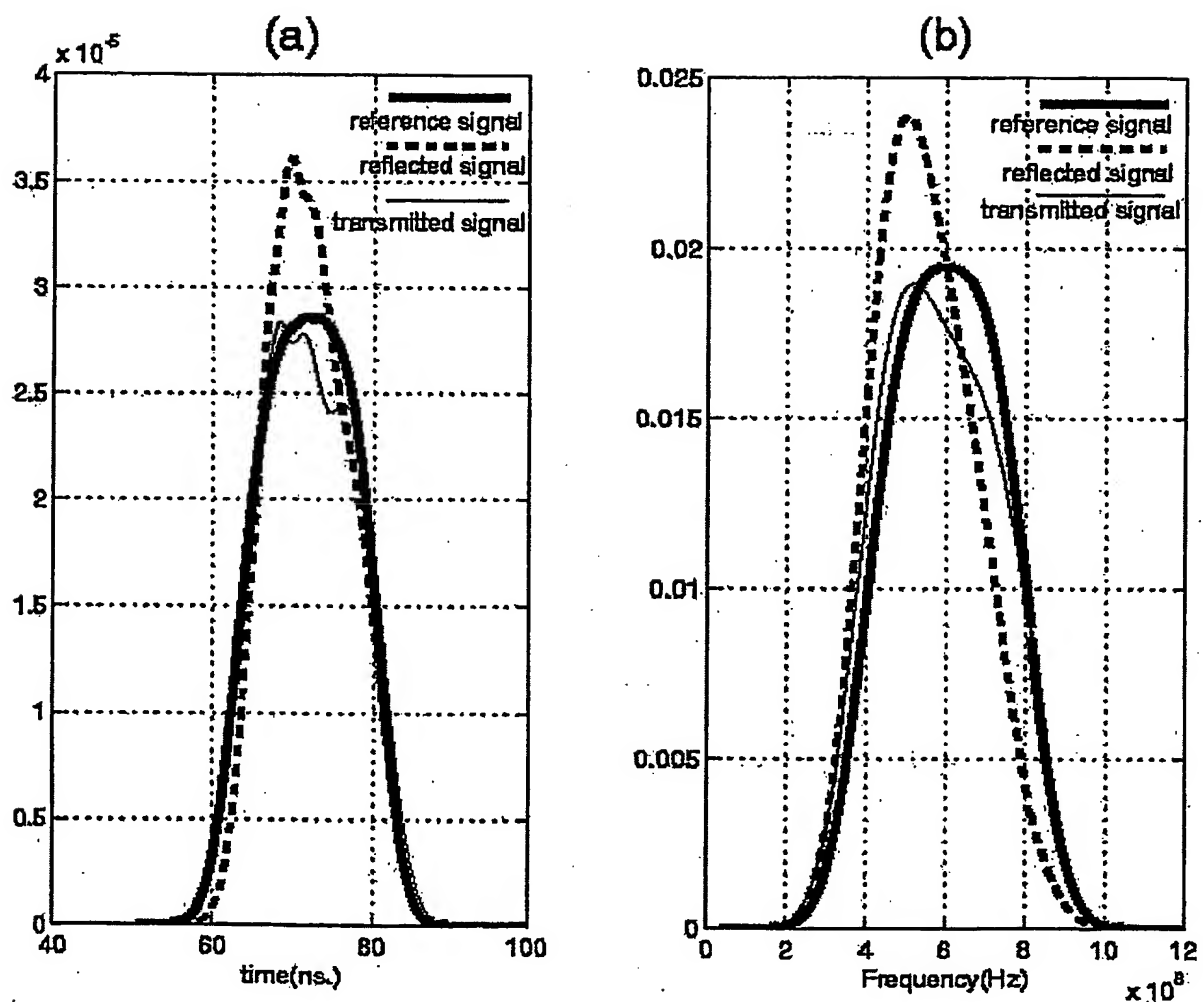 (a)
x 10^-5
4
3.5
3
2.5
2
1.5
1
0.5
0
40
60
80
100
time(ns.)
reference signal
reflected signal
transmitted signal
(b)
0.025
0.02
0.015
0.01
0.005
0
0
2
4
6
8
10
12
Frequency(Hz)
x 10^8
reference signal
reflected signal
transmitted signal